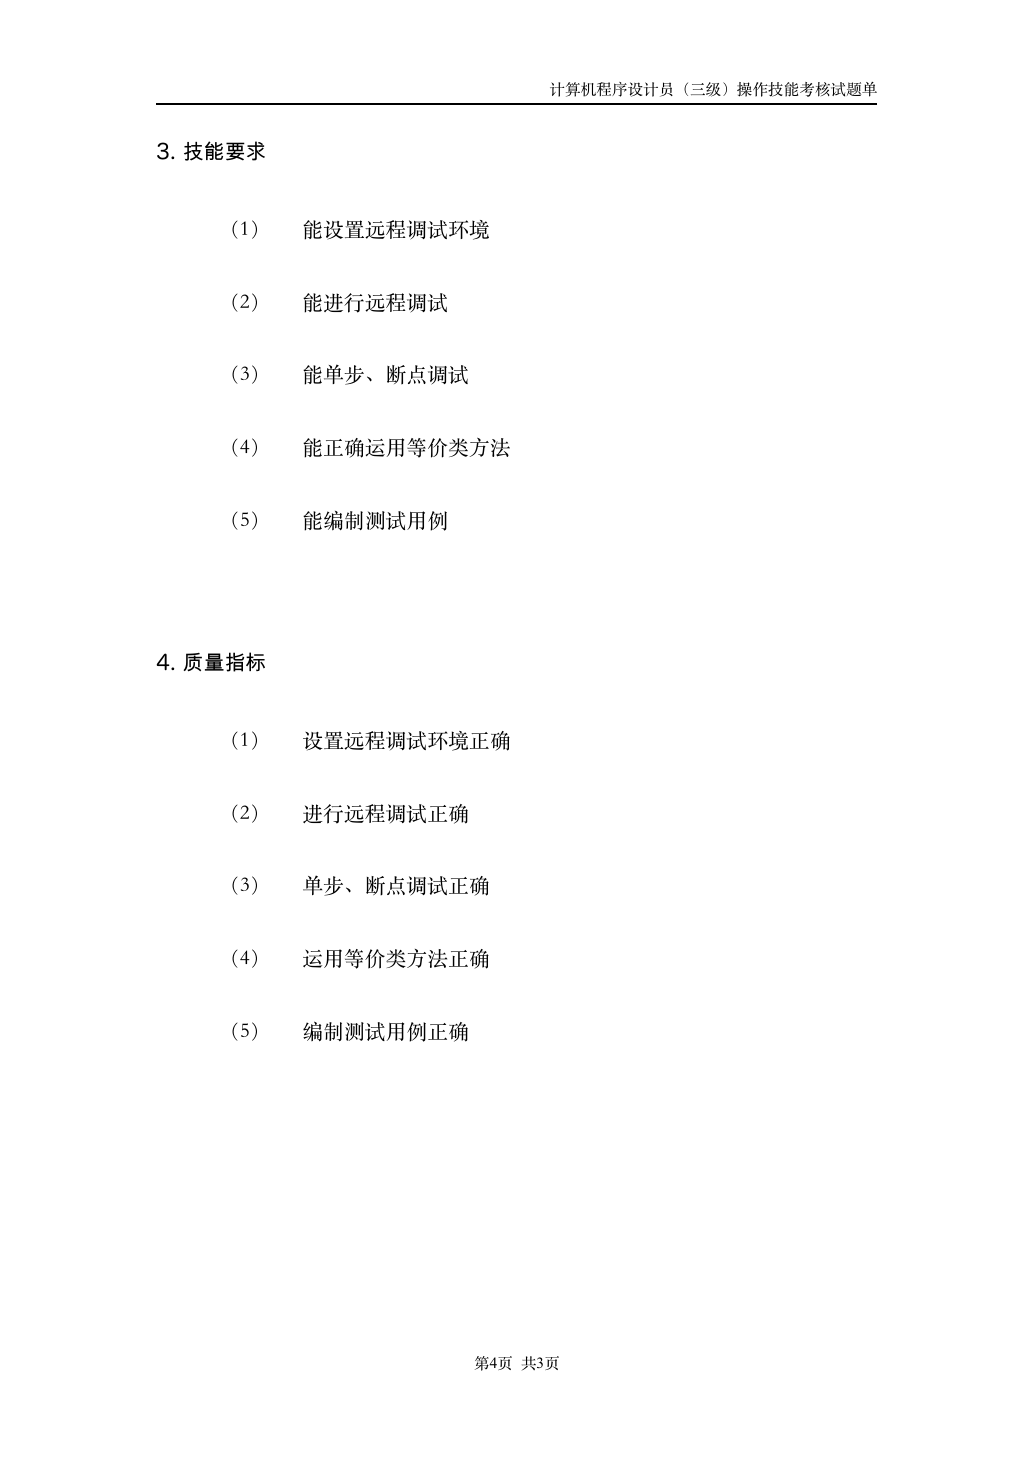 计算机程序设计员（三级）操作技能考核试题单
3. 技能要求
（1） 能设置远程调试环境
（2） 能进行远程调试
（3） 能单步、断点调试
（4） 能正确运用等价类方法
（5） 能编制测试用例
4. 质量指标
（1） 设置远程调试环境正确
（2） 进行远程调试正确
（3） 单步、断点调试正确
（4） 运用等价类方法正确
（5） 编制测试用例正确
第4页 共3页